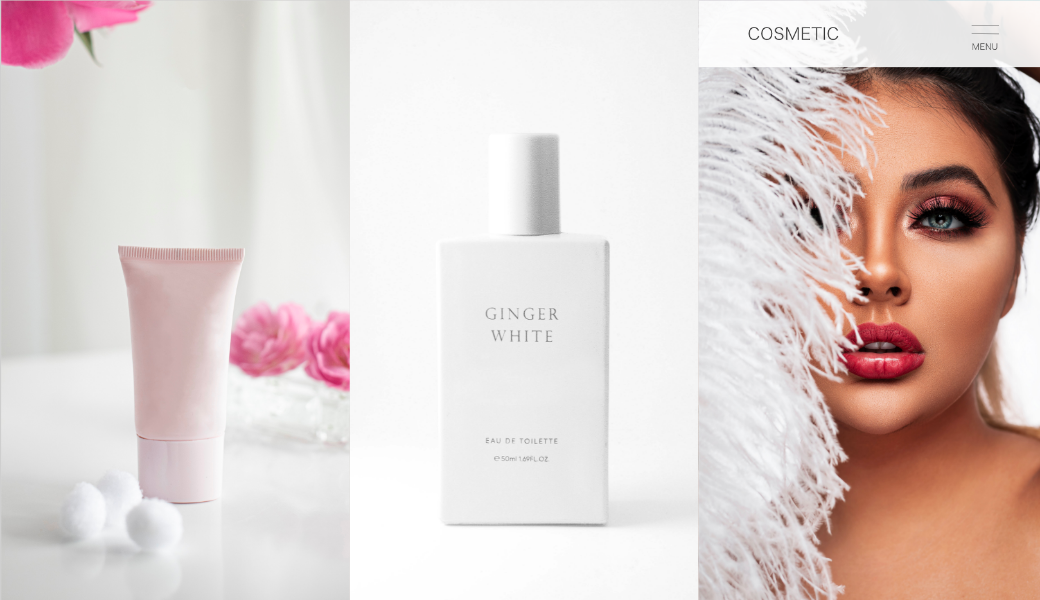 COSMETIC
MENU
GINGER
WHITE
EAU DE TOILETTE
℮ 50ml 1.69FL.OZ.